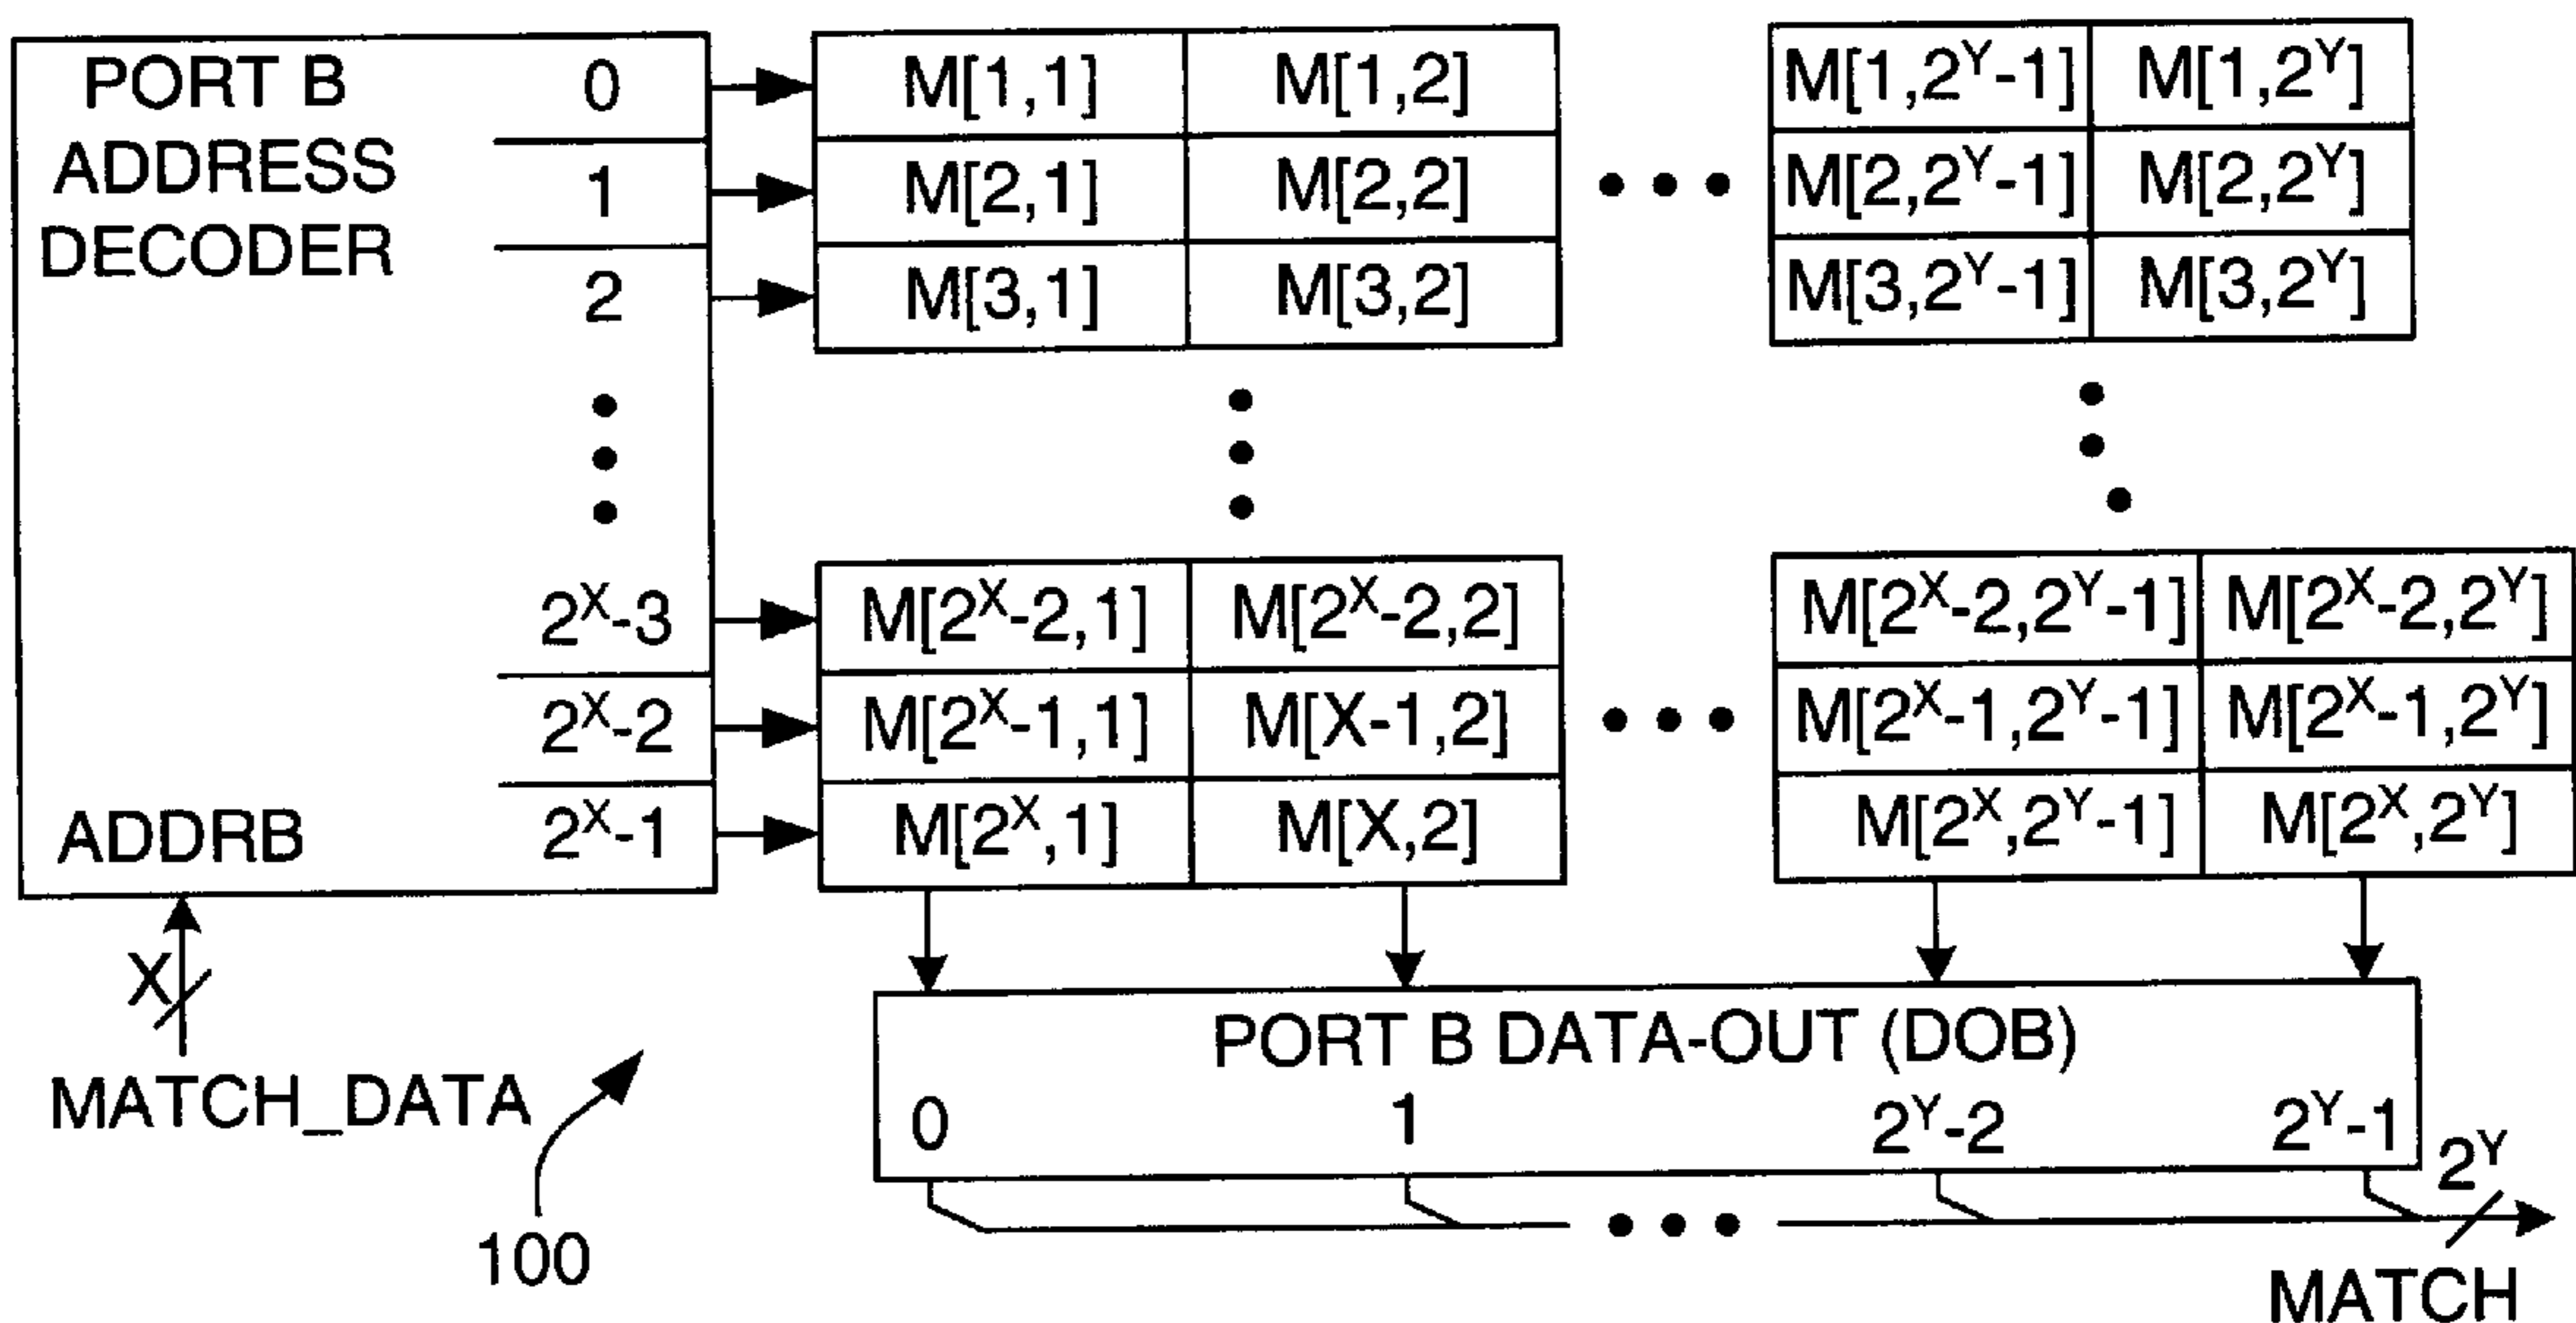 PORT B 0 M[1,1] M[1,2] M[1,2^Y-1] M[1,2^Y]
ADDRESS 1 M[2,1] M[2,2] • • • M[2,2^Y-1] M[2,2^Y]
DECODER 2 M[3,1] M[3,2] M[3,2^Y-1] M[3,2^Y]
2^X-3 M[2^X-2,1] M[2^X-2,2] M[2^X-2,2^Y-1] M[2^X-2,2^Y]
2^X-2 M[2^X-1,1] M[X-1,2] • • • M[2^X-1,2^Y-1] M[2^X-1,2^Y]
ADDRB 2^X-1 M[2^X,1] M[X,2] M[2^X,2^Y-1] M[2^X,2^Y]
X
PORT B DATA-OUT (DOB)
MATCH_DATA 0 1 2^Y-2 2^Y-1 2^Y
100 • • •
MATCH